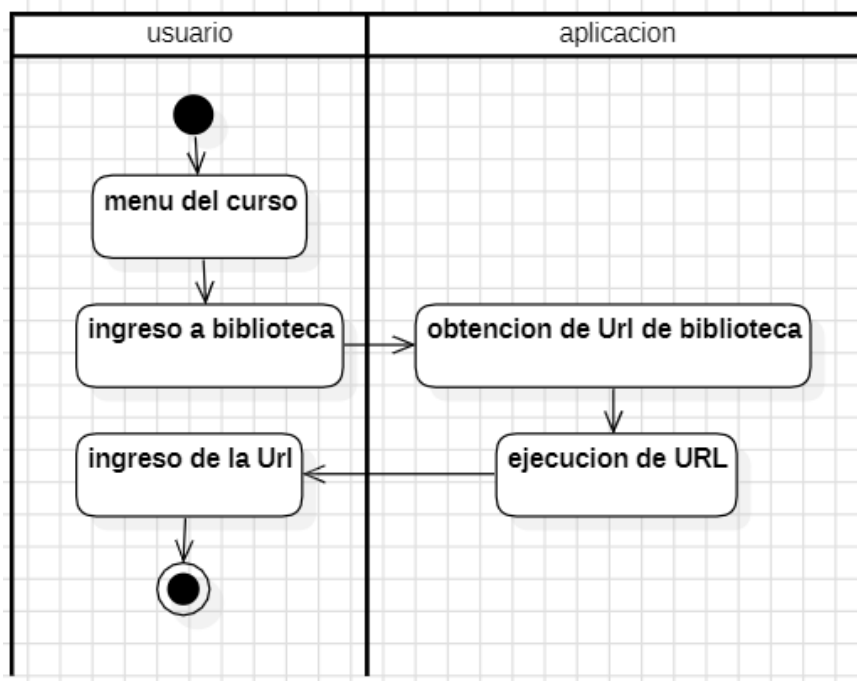 usuario
aplicacion
menu del curso
ingreso a biblioteca
obtencion de Url de biblioteca
ingreso de la Url
ejecucion de URL